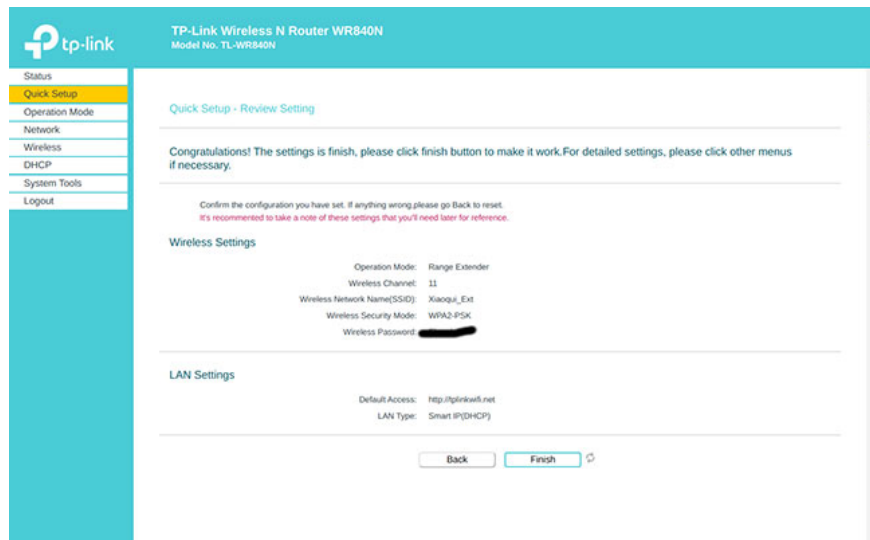 tp-link
TP-Link Wireless N Router WR840N
Model No. TL-WR840N
Status
Quick Setup
Operation Mode
Network
Wireless
DHCP
System Tools
Logout
Quick Setup - Review Setting
Congratulations! The settings is finish, please click finish button to make it work.For detailed settings, please click other menus
if necessary.
Confirm the configuration you have set. If anything wrong,please go Back to reset.
It's recommended to take a note of these settings that you'll need later for reference.
Wireless Settings
Operation Mode: Range Extender
Wireless Channel: 11
Wireless Network Name(SSID): Xiaoqui_Ext
Wireless Security Mode: WPA2-PSK
Wireless Password:
LAN Settings
Default Access: http://tplinkwifi.net
LAN Type: Smart IP(DHCP)
Back Finish